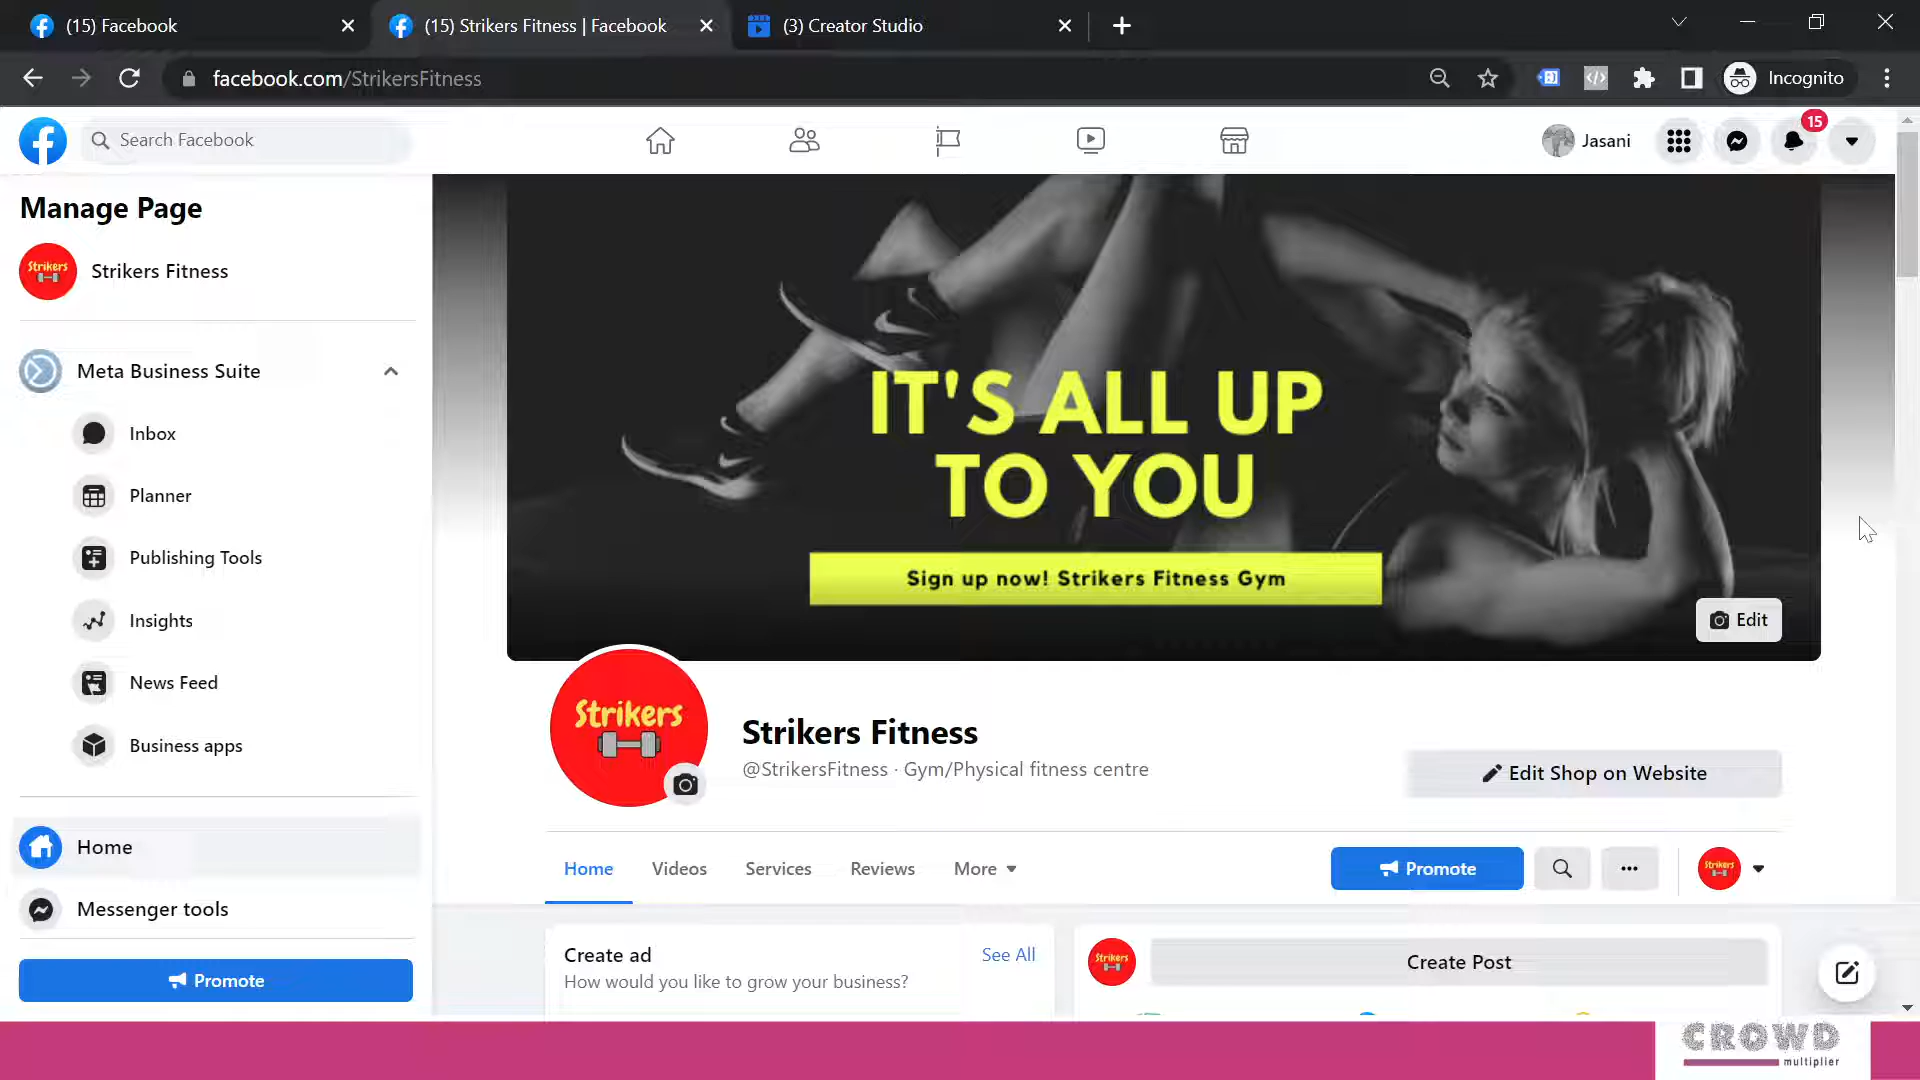 (15) Facebook
(15) Strikers Fitness | Facebook
(3) Creator Studio
facebook.com/StrikersFitness
Incognito
Search Facebook
Jasani
15
Manage Page
Strikers
Strikers Fitness
Meta Business Suite
Inbox
Planner
Publishing Tools
Insights
News Feed
Business apps
Home
Messenger tools
Promote
IT'S ALL UP
TO YOU
Sign up now! Strikers Fitness Gym
Edit
Strikers
Strikers Fitness
@StrikersFitness · Gym/Physical fitness centre
Edit Shop on Website
Home
Videos
Services
Reviews
More
Promote
Strikers
Create ad
See All
How would you like to grow your business?
Strikers
Create Post
CROWD
multiplier